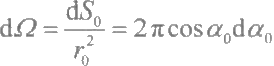 dΩ = dS₀ / r₀² = 2πcosα₀dα₀